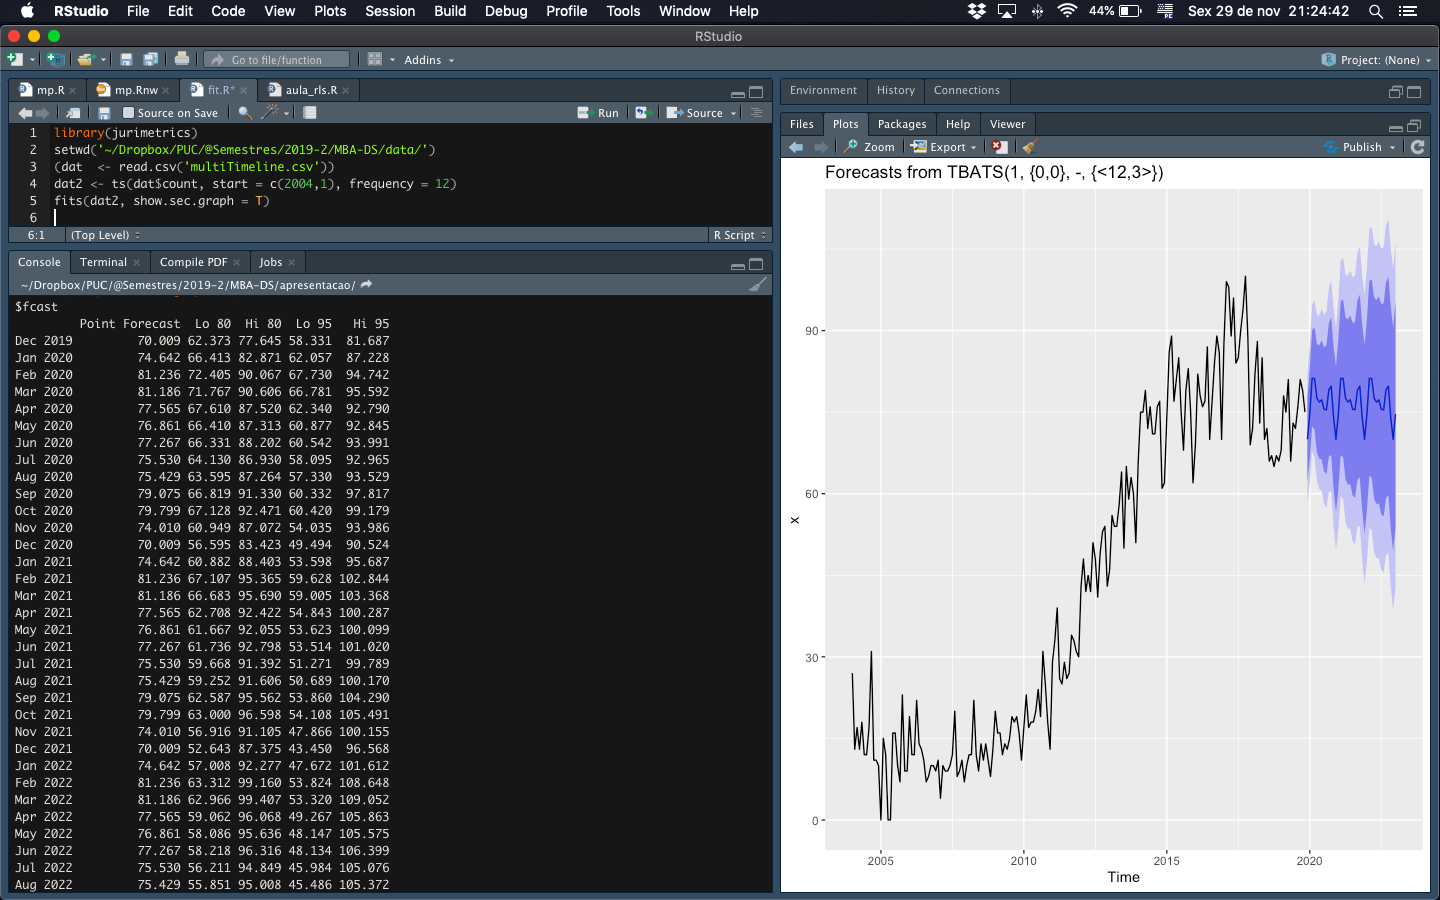 RStudio File Edit Code View Plots Session Build Debug Profile Tools Window Help 44% Sex 29 de nov 21:24:42
RStudio
Go to file/function Addins Project: (None)
mp.R mp.Rnw fit.R* aula_rls.R
Source on Save Run Source
1 library(jurimetrics)
2 setwd('~/Dropbox/PUC/@Semestres/2019-2/MBA-DS/data/')
3 (dat <- read.csv('multiTimeline.csv'))
4 dat2 <- ts(dat$count, start = c(2004,1), frequency = 12)
5 fits(dat2, show.sec.graph = T)
6
6:1 (Top Level) R Script
Console Terminal Compile PDF Jobs
~/Dropbox/PUC/@Semestres/2019-2/MBA-DS/apresentacao/
$fcast
Point Forecast Lo 80 Hi 80 Lo 95 Hi 95
Dec 2019 70.009 62.373 77.645 58.331 81.687
Jan 2020 74.642 66.413 82.871 62.057 87.228
Feb 2020 81.236 72.405 90.067 67.730 94.742
Mar 2020 81.186 71.767 90.606 66.781 95.592
Apr 2020 77.565 67.610 87.520 62.340 92.790
May 2020 76.861 66.410 87.313 60.877 92.845
Jun 2020 77.267 66.331 88.202 60.542 93.991
Jul 2020 75.530 64.130 86.930 58.095 92.965
Aug 2020 75.429 63.595 87.264 57.330 93.529
Sep 2020 79.075 66.819 91.330 60.332 97.817
Oct 2020 79.799 67.128 92.471 60.420 99.179
Nov 2020 74.010 60.949 87.072 54.035 93.986
Dec 2020 70.009 56.595 83.423 49.494 90.524
Jan 2021 74.642 60.882 88.403 53.598 95.687
Feb 2021 81.236 67.107 95.365 59.628 102.844
Mar 2021 81.186 66.683 95.690 59.005 103.368
Apr 2021 77.565 62.708 92.422 54.843 100.287
May 2021 76.861 61.667 92.055 53.623 100.099
Jun 2021 77.267 61.736 92.798 53.514 101.020
Jul 2021 75.530 59.668 91.392 51.271 99.789
Aug 2021 75.429 59.252 91.606 50.689 100.170
Sep 2021 79.075 62.587 95.562 53.860 104.290
Oct 2021 79.799 63.000 96.598 54.108 105.491
Nov 2021 74.010 56.916 91.105 47.866 100.155
Dec 2021 70.009 52.643 87.375 43.450 96.568
Jan 2022 74.642 57.008 92.277 47.672 101.612
Feb 2022 81.236 63.312 99.160 53.824 108.648
Mar 2022 81.186 62.966 99.407 53.320 109.052
Apr 2022 77.565 59.062 96.068 49.267 105.863
May 2022 76.861 58.086 95.636 48.147 105.575
Jun 2022 77.267 58.218 96.316 48.134 106.399
Jul 2022 75.530 56.211 94.849 45.984 105.076
Aug 2022 75.429 55.851 95.008 45.486 105.372
Environment History Connections
Files Plots Packages Help Viewer
Zoom Export Publish
Forecasts from TBATS(1, {0,0}, -, {<12,3>})
90
60
x
30
0
2005 2010 2015 2020
Time